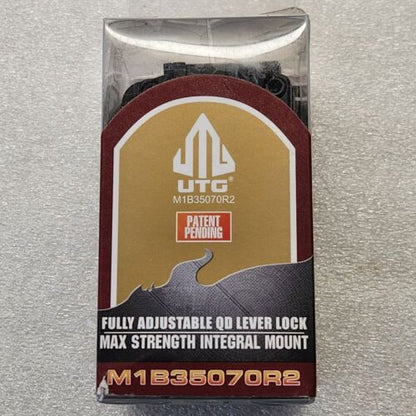 UTG®
M1B35070R2
PATENT
PENDING
FULLY ADJUSTABLE QD LEVER LOCK
MAX STRENGTH INTEGRAL MOUNT
M1B35070R2